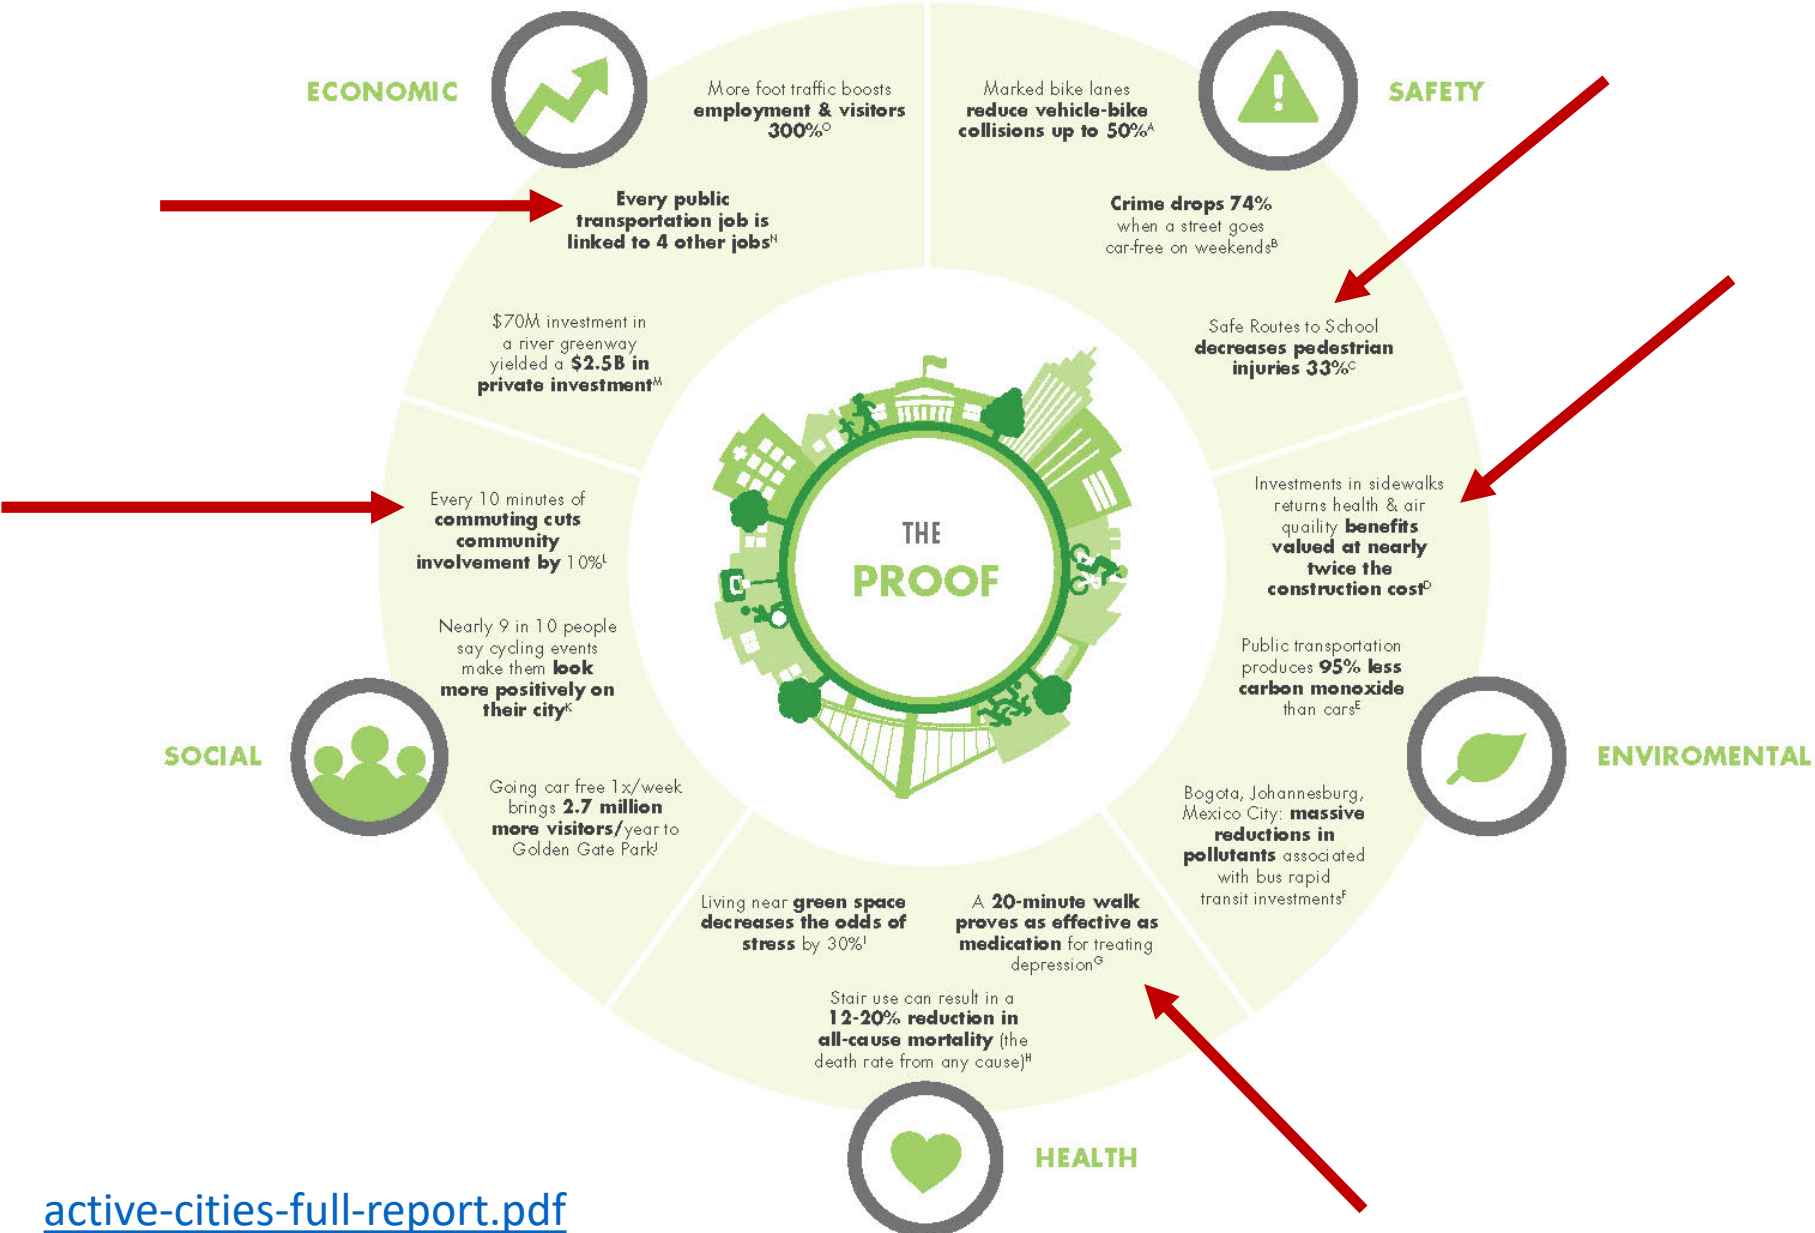 ECONOMIC
More foot traffic boosts
employment & visitors
300%ᴼ
Every public
transportation job is
linked to 4 other jobsᴺ
$70M investment in
a river greenway
yielded a $2.5B in
private investmentᴹ
SAFETY
Marked bike lanes
reduce vehicle-bike
collisions up to 50%ᴬ
Crime drops 74%
when a street goes
car-free on weekendsᴮ
Safe Routes to School
decreases pedestrian
injuries 33%ᶜ
THE
PROOF
Investments in sidewalks
returns health & air
quaility benefits
valued at nearly
twice the
construction costᴰ
Public transportation
produces 95% less
carbon monoxide
than carsᴱ
Bogota, Johannesburg,
Mexico City: massive
reductions in
pollutants associated
with bus rapid
transit investmentsᶠ
ENVIROMENTAL
Every 10 minutes of
commuting cuts
community
involvement by 10%ᴸ
Nearly 9 in 10 people
say cycling events
make them look
more positively on
their cityᴷ
Going car free 1x/week
brings 2.7 million
more visitors/year to
Golden Gate Parkᴶ
SOCIAL
Living near green space
decreases the odds of
stress by 30%ᴵ
A 20-minute walk
proves as effective as
medication for treating
depressionᴳ
Stair use can result in a
12-20% reduction in
all-cause mortality (the
death rate from any cause)ᴴ
HEALTH
active-cities-full-report.pdf